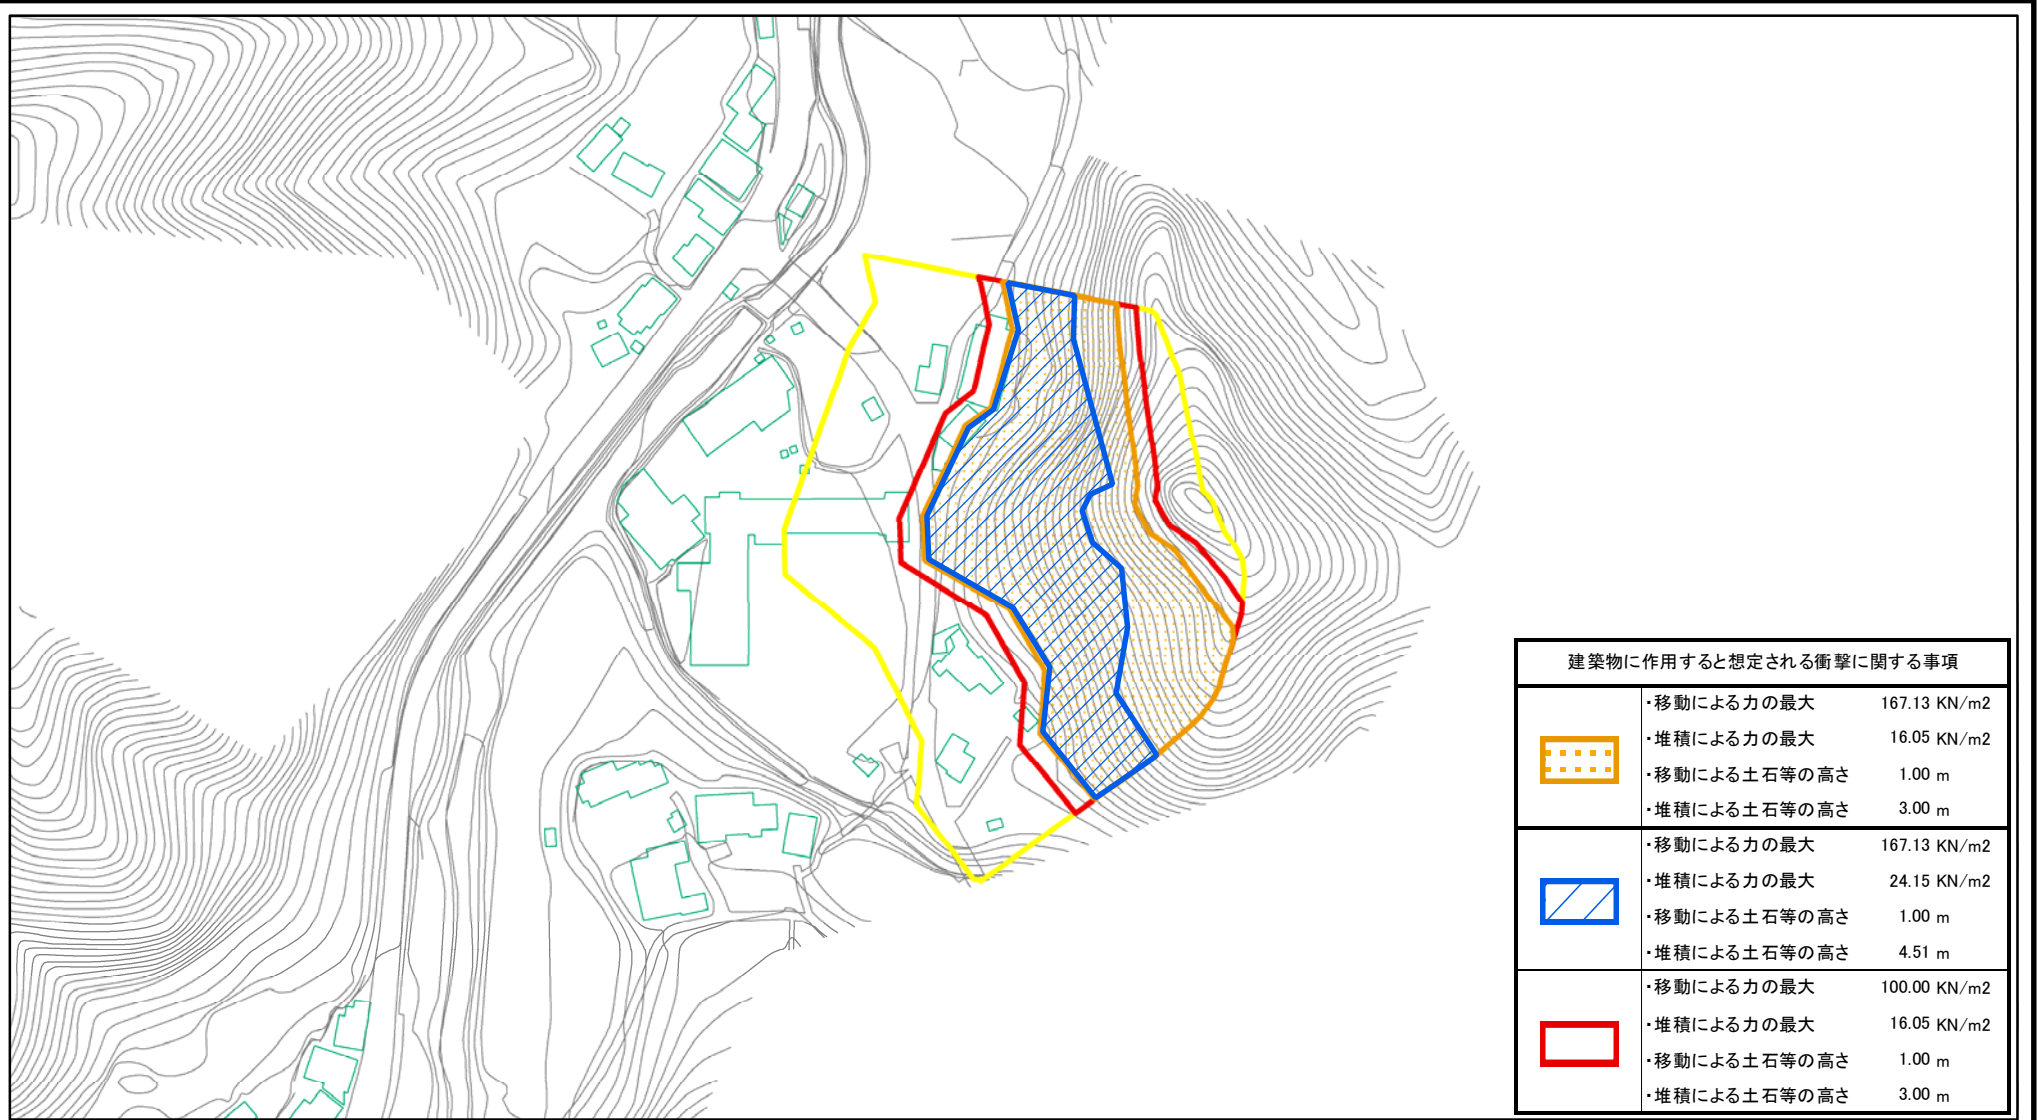 建築物に作用すると想定される衝撃に関する事項
・移動による力の最大 167.13 KN/m2
・堆積による力の最大 16.05 KN/m2
・移動による土石等の高さ 1.00 m
・堆積による土石等の高さ 3.00 m
・移動による力の最大 167.13 KN/m2
・堆積による力の最大 24.15 KN/m2
・移動による土石等の高さ 1.00 m
・堆積による土石等の高さ 4.51 m
・移動による力の最大 100.00 KN/m2
・堆積による力の最大 16.05 KN/m2
・移動による土石等の高さ 1.00 m
・堆積による土石等の高さ 3.00 m